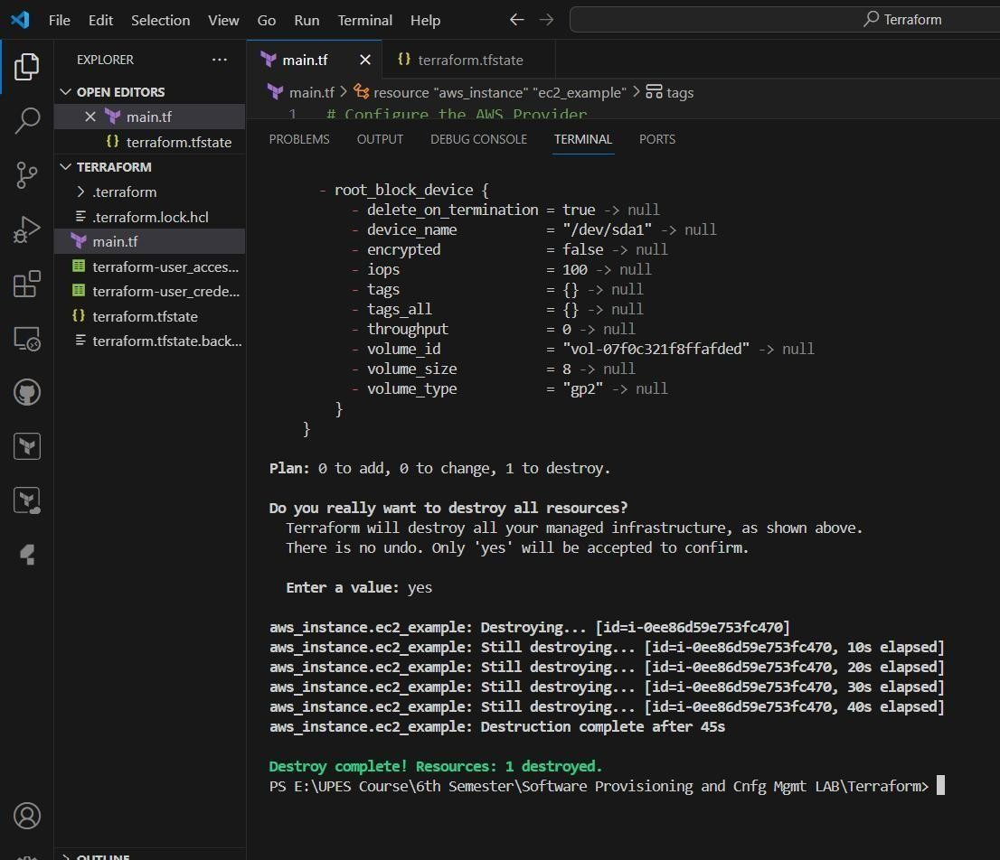 File Edit Selection View Go Run Terminal Help
Terraform
EXPLORER
OPEN EDITORS
main.tf
terraform.tfstate
TERRAFORM
.terraform
.terraform.lock.hcl
main.tf
terraform-user_acces...
terraform-user_crede...
terraform.tfstate
terraform.tfstate.back...
OUTLINE
main.tf
terraform.tfstate
main.tf > resource "aws_instance" "ec2_example" > tags
1 # Configure the AWS Provider
PROBLEMS OUTPUT DEBUG CONSOLE TERMINAL PORTS
- root_block_device {
- delete_on_termination = true -> null
- device_name = "/dev/sda1" -> null
- encrypted = false -> null
- iops = 100 -> null
- tags = {} -> null
- tags_all = {} -> null
- throughput = 0 -> null
- volume_id = "vol-07f0c321f8ffafded" -> null
- volume_size = 8 -> null
- volume_type = "gp2" -> null
}
}
Plan: 0 to add, 0 to change, 1 to destroy.
Do you really want to destroy all resources?
Terraform will destroy all your managed infrastructure, as shown above.
There is no undo. Only 'yes' will be accepted to confirm.
Enter a value: yes
aws_instance.ec2_example: Destroying... [id=i-0ee86d59e753fc470]
aws_instance.ec2_example: Still destroying... [id=i-0ee86d59e753fc470, 10s elapsed]
aws_instance.ec2_example: Still destroying... [id=i-0ee86d59e753fc470, 20s elapsed]
aws_instance.ec2_example: Still destroying... [id=i-0ee86d59e753fc470, 30s elapsed]
aws_instance.ec2_example: Still destroying... [id=i-0ee86d59e753fc470, 40s elapsed]
aws_instance.ec2_example: Destruction complete after 45s
Destroy complete! Resources: 1 destroyed.
PS E:\UPES Course\6th Semester\Software Provisioning and Cnfg Mgmt LAB\Terraform>